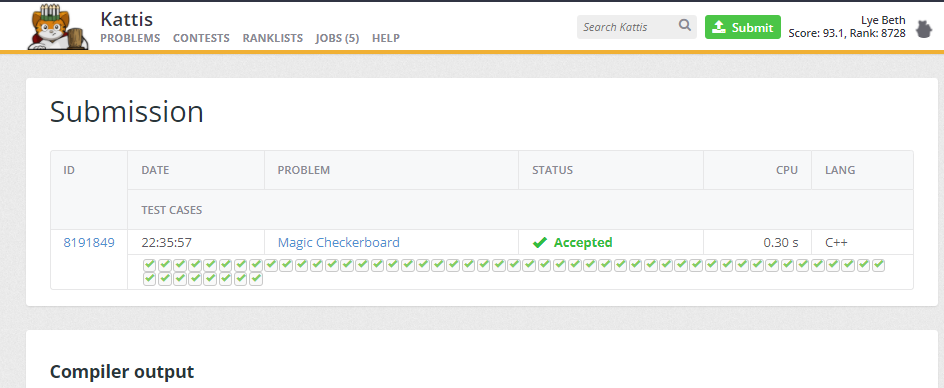 Kattis
PROBLEMS CONTESTS RANKLISTS JOBS (5) HELP
Search Kattis
Submit
Lye Beth
Score: 93.1, Rank: 8728
Submission
ID DATE PROBLEM STATUS CPU LANG
TEST CASES
8191849 22:35:57 Magic Checkerboard Accepted 0.30 s C++
Compiler output